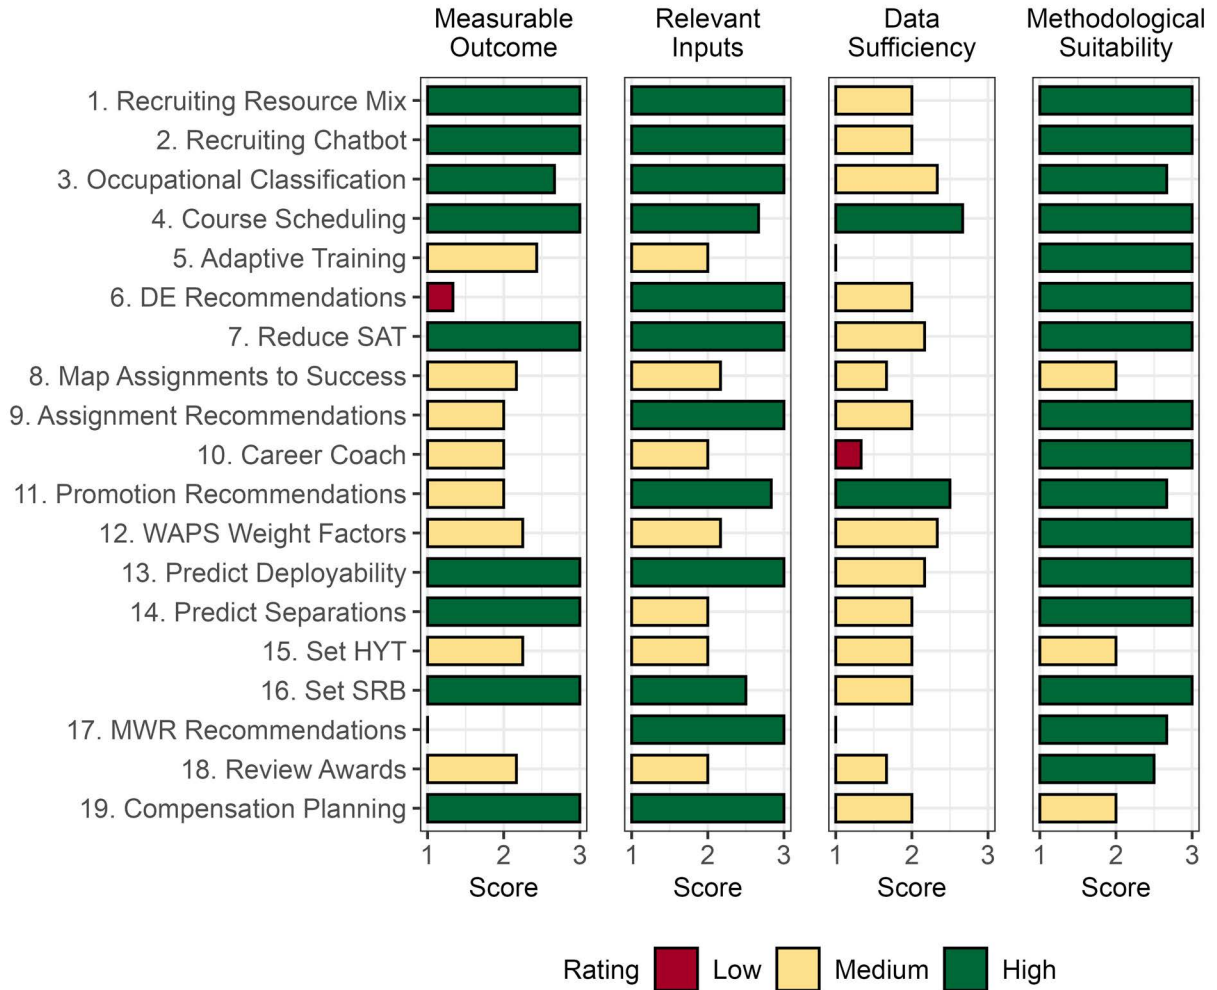 Measurable Outcome
Relevant Inputs
Data Sufficiency
Methodological Suitability
1. Recruiting Resource Mix
2. Recruiting Chatbot
3. Occupational Classification
4. Course Scheduling
5. Adaptive Training
6. DE Recommendations
7. Reduce SAT
8. Map Assignments to Success
9. Assignment Recommendations
10. Career Coach
11. Promotion Recommendations
12. WAPS Weight Factors
13. Predict Deployability
14. Predict Separations
15. Set HYT
16. Set SRB
17. MWR Recommendations
18. Review Awards
19. Compensation Planning
1 2 3 1 2 3 1 2 3 1 2 3
Score Score Score Score
Rating Low Medium High